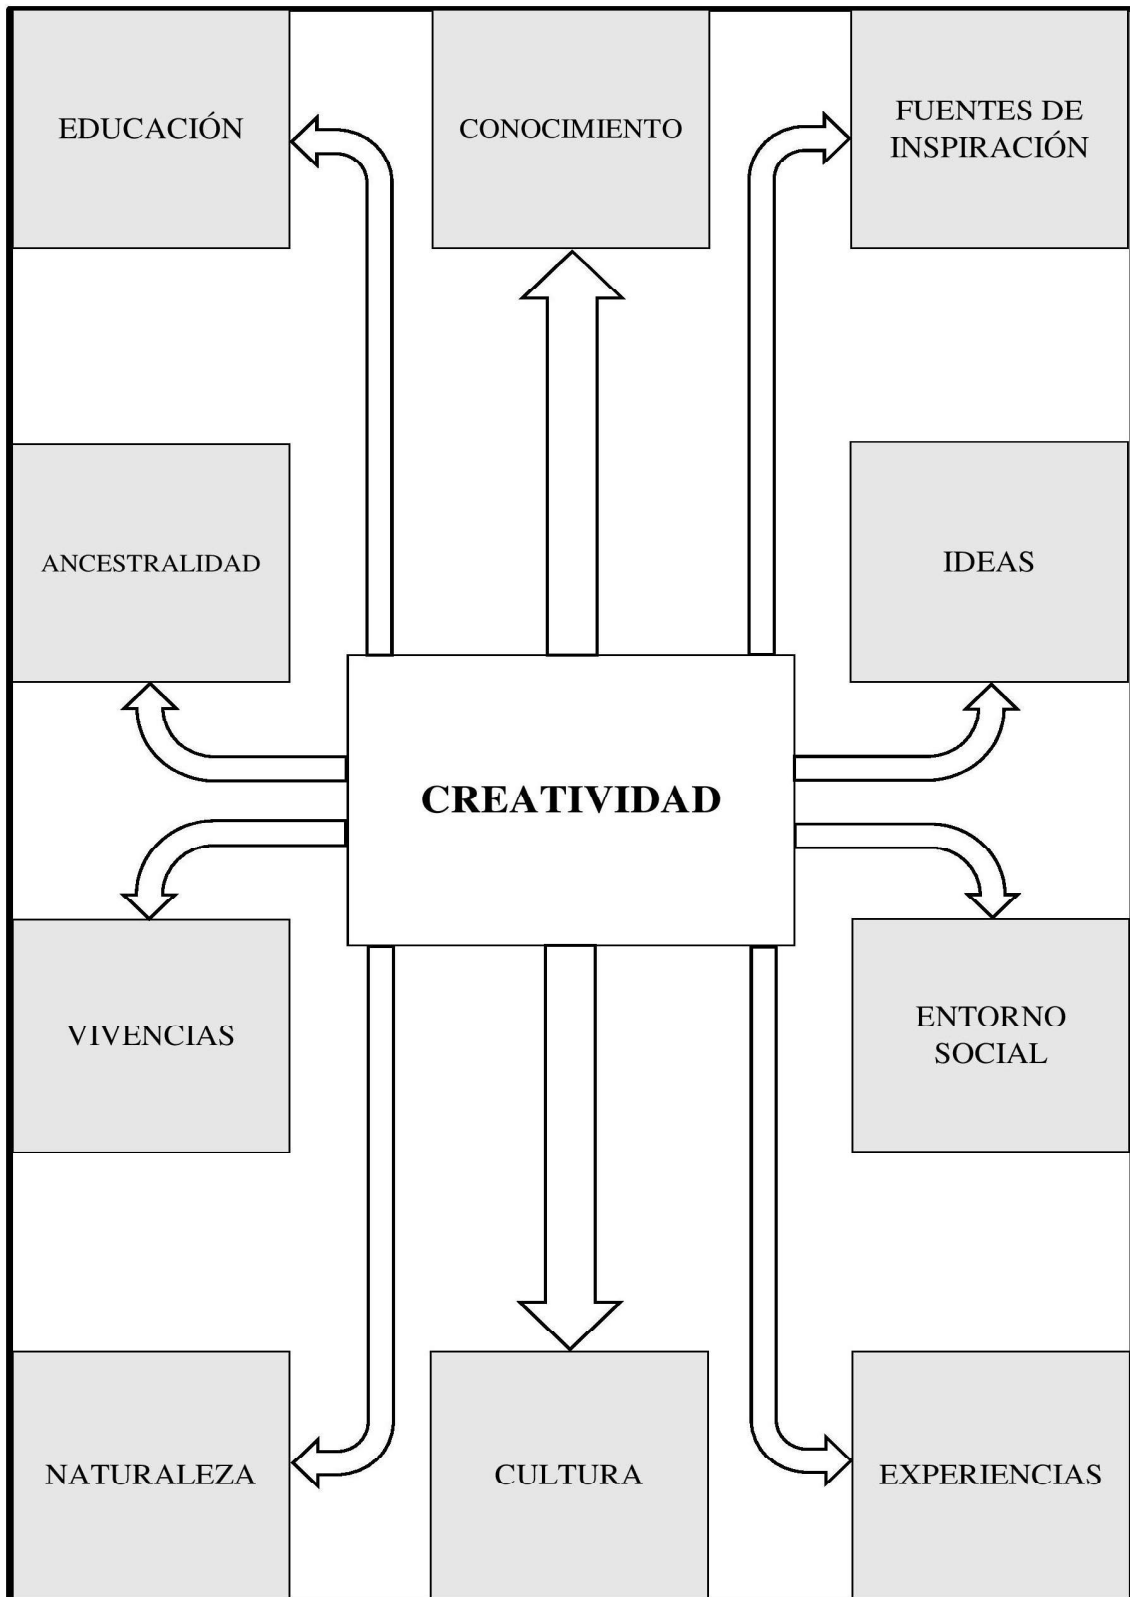 EDUCACIÓN
CONOCIMIENTO
FUENTES DE
INSPIRACIÓN
ANCESTRALIDAD
IDEAS
CREATIVIDAD
VIVENCIAS
ENTORNO
SOCIAL
NATURALEZA
CULTURA
EXPERIENCIAS